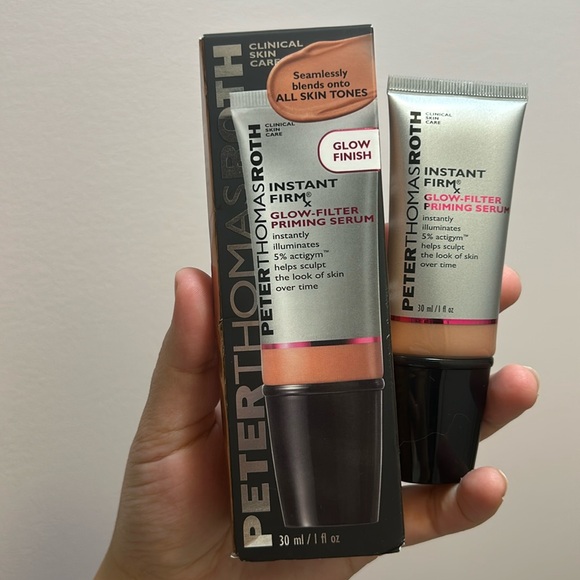 PETERTHOMASROTH
CLINICAL
SKIN
CARE
Seamlessly
blends onto
ALL SKIN TONES
GLOW
FINISH
PETERTHOMASROTH
CLINICAL
SKIN
CARE
INSTANT
FIRM®
x
GLOW-FILTER
PRIMING SERUM
instantly
illuminates
5% actigym™
helps sculpt
the look of skin
over time
30 ml / 1 fl oz
PETERTHOMASROTH
CLINICAL
SKIN
CARE
INSTANT
FIRM®
x
GLOW-FILTER
PRIMING SERUM
instantly
illuminates
5% actigym™
helps sculpt
the look of skin
over time
30 ml / 1 fl oz